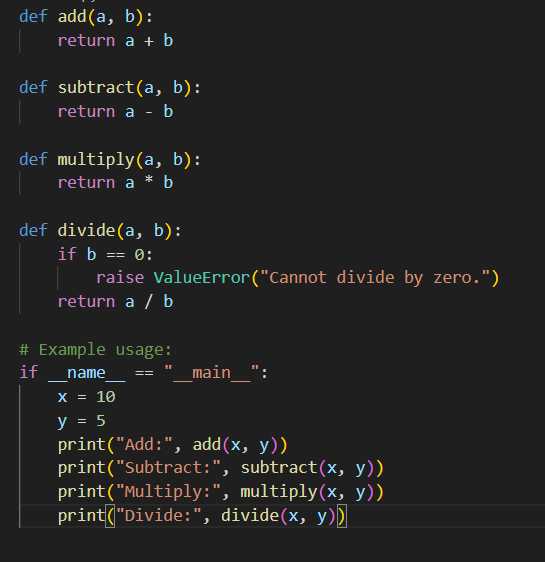 def add(a, b):
    return a + b

def subtract(a, b):
    return a - b

def multiply(a, b):
    return a * b

def divide(a, b):
    if b == 0:
        raise ValueError("Cannot divide by zero.")
    return a / b

# Example usage:
if __name__ == "__main__":
    x = 10
    y = 5
    print("Add:", add(x, y))
    print("Subtract:", subtract(x, y))
    print("Multiply:", multiply(x, y))
    print("Divide:", divide(x, y))